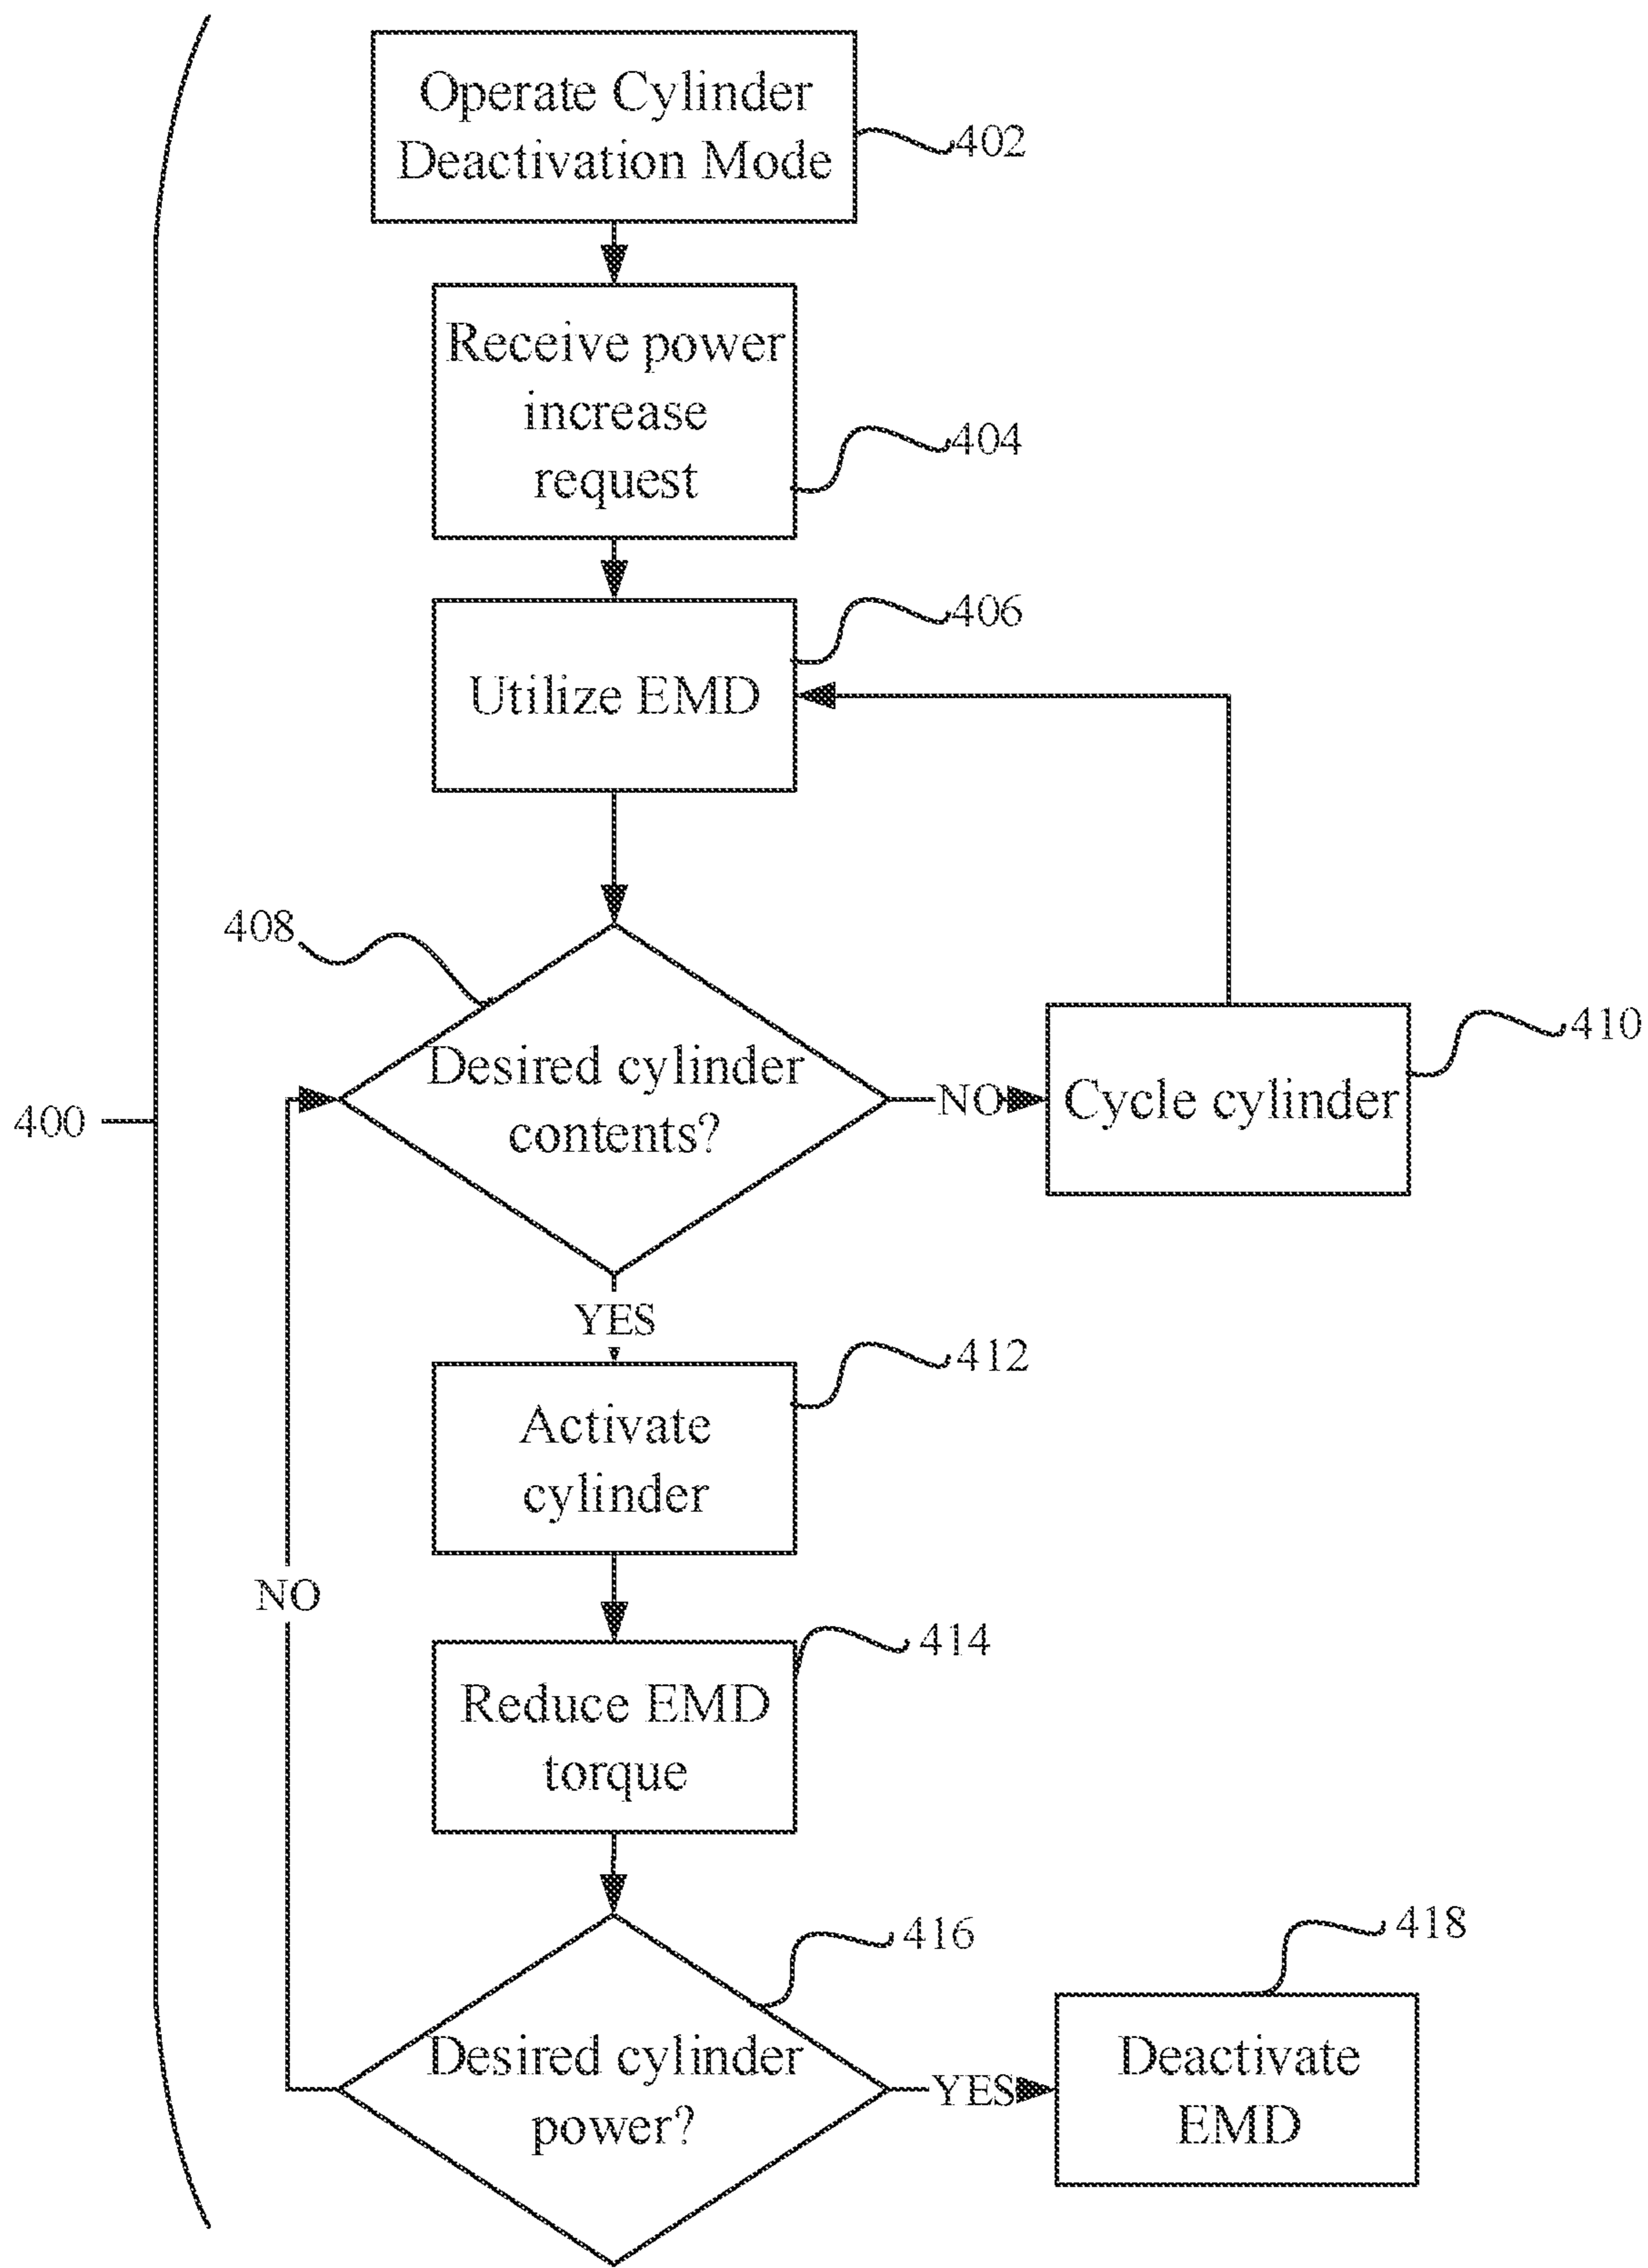 Operate Cylinder
Deactivation Mode
402
Receive power
increase
request
404
406
Utilize EMD
408
Desired cylinder
contents?
NO
Cycle cylinder
410
400
YES
412
Activate
cylinder
NO
414
Reduce EMD
torque
416
418
Desired cylinder
power?
YES
Deactivate
EMD